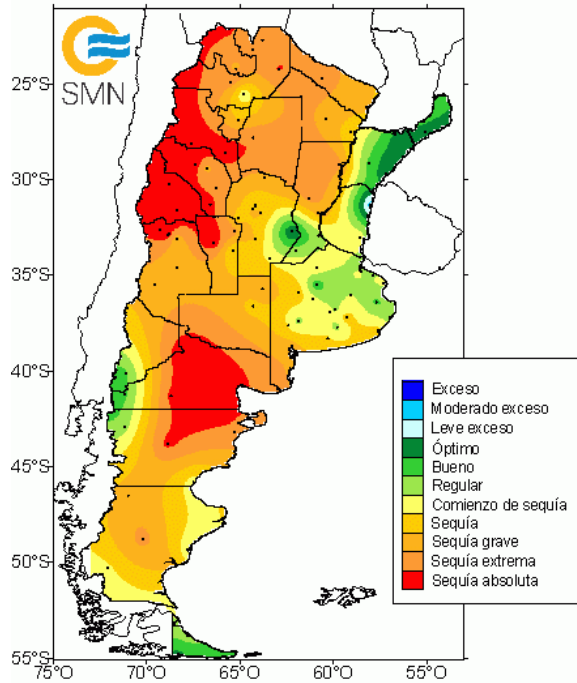 SMN
25°S
30°S
35°S
40°S
45°S
50°S
55°S
75°O 70°O 65°O 60°O 55°O
Exceso
Moderado exceso
Leve exceso
Óptimo
Bueno
Regular
Comienzo de sequía
Sequía
Sequía grave
Sequía extrema
Sequía absoluta